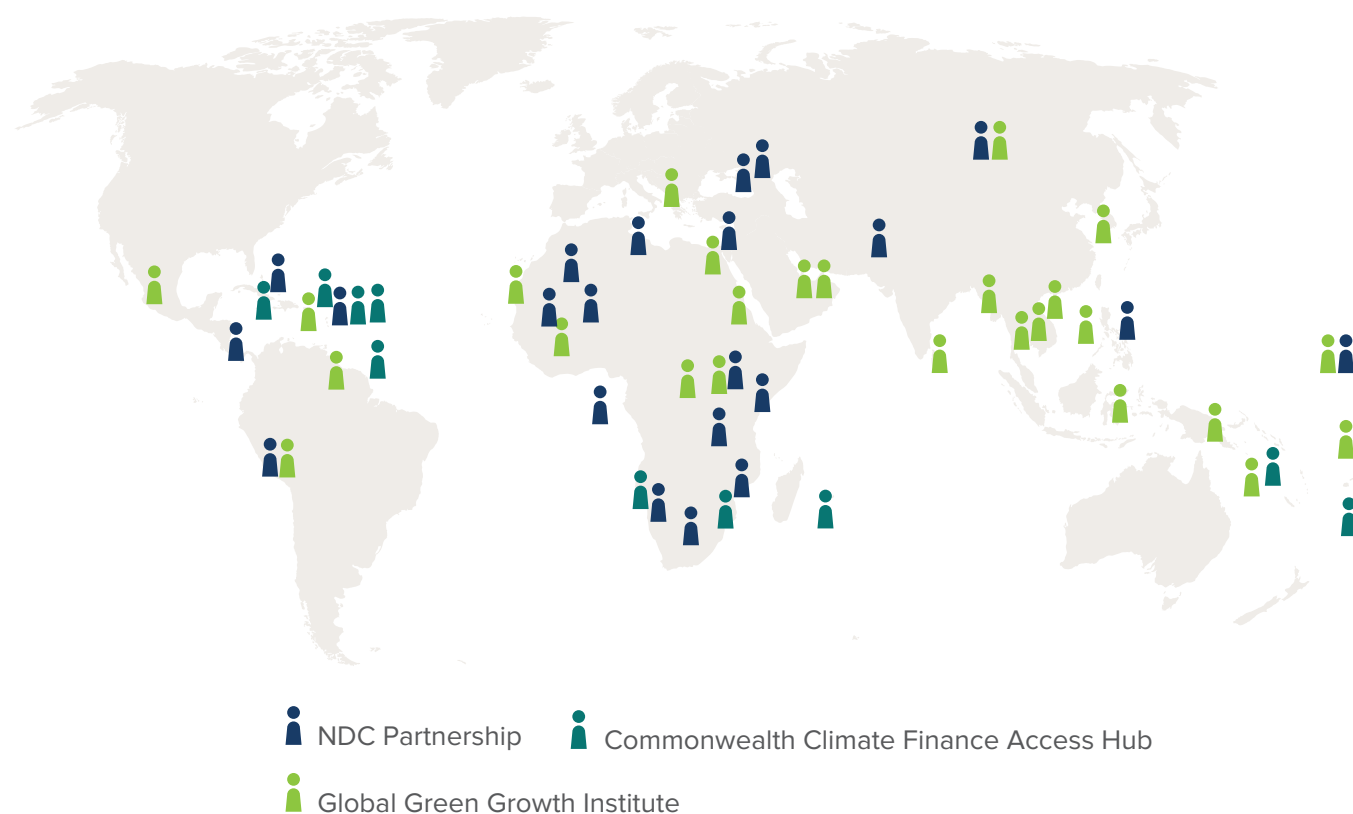 NDC Partnership
Commonwealth Climate Finance Access Hub
Global Green Growth Institute